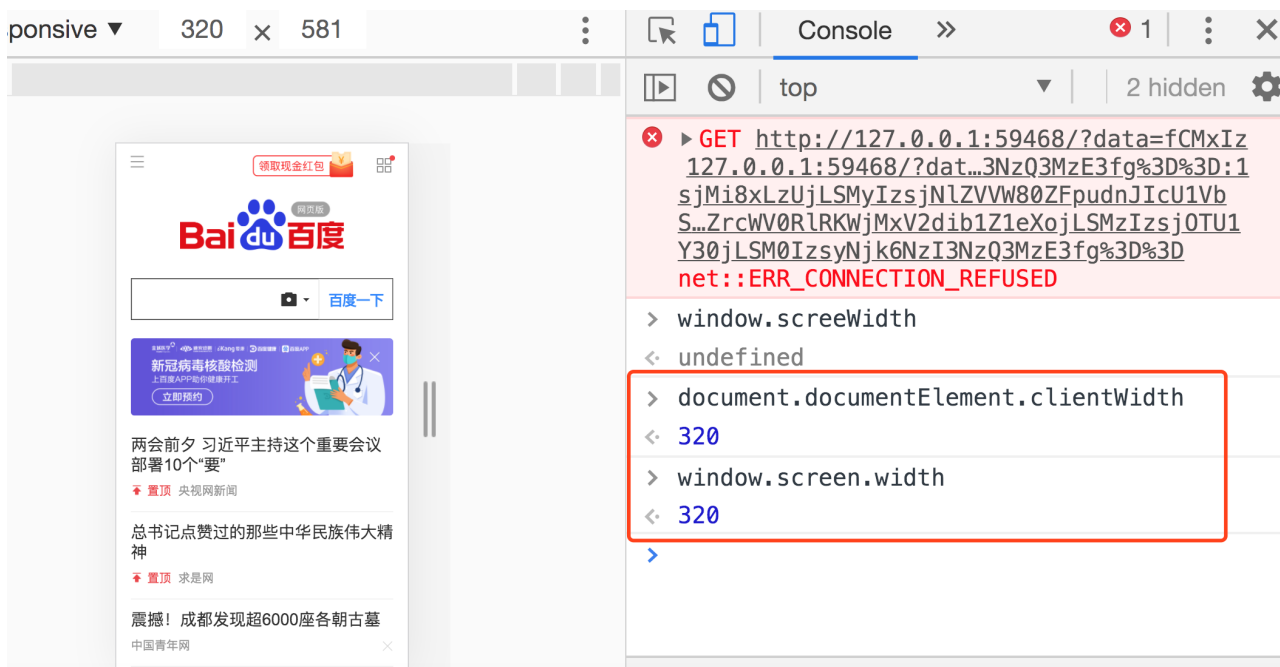 ponsive ▼ 320 × 581
Console » 1
top ▼ 2 hidden
领取现金红包
网页版
Bai du 百度
百度一下
iKang
新冠病毒核酸检测
上百度APP助你健康开工
立即预约
两会前夕 习近平主持这个重要会议
部署10个“要”
置顶 央视网新闻
总书记点赞过的那些中华民族伟大精
神
置顶 求是网
震撼！成都发现超6000座各朝古墓
中国青年网
GET http://127.0.0.1:59468/?data=fCMxIz
127.0.0.1:59468/?dat…3NzQ3MzE3fg%3D%3D:1
sjMi8xLzUjLSMyIzsjNlZVVW80ZFpudnJIcU1Vb
S…ZrcWV0RlRKWjMxV2dib1Z1eXojLSMzIzsjOTU1
Y30jLSM0IzsyNjk6NzI3NzQ3MzE3fg%3D%3D
net::ERR_CONNECTION_REFUSED
> window.screeWidth
undefined
> document.documentElement.clientWidth
320
> window.screen.width
320
>